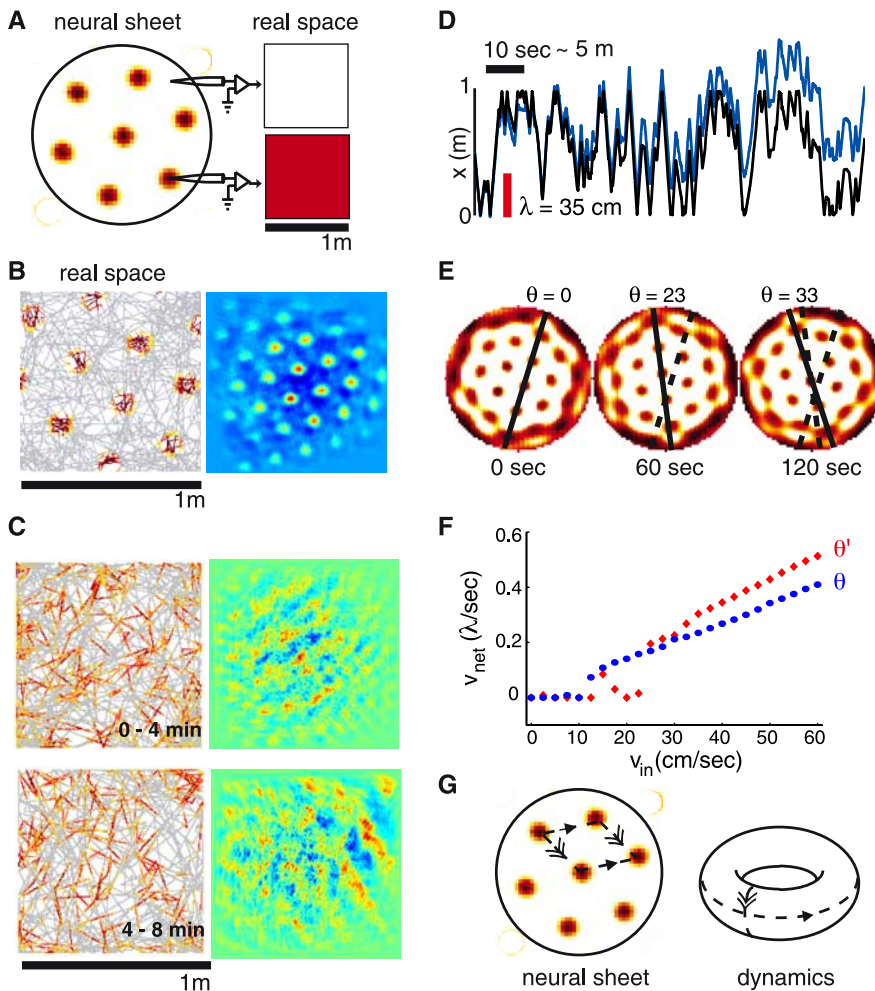 A
neural sheet
real space
1m
B
real space
1m
C
0 - 4 min
4 - 8 min
1m
D
10 sec ~ 5 m
1
x (m)
0
λ = 35 cm
E
θ = 0
θ = 23
θ = 33
0 sec
60 sec
120 sec
F
0.6
0.4
0.2
0
v_net (λ/sec)
θ'
θ
0 10 20 30 40 50 60
v_in (cm/sec)
G
neural sheet
dynamics